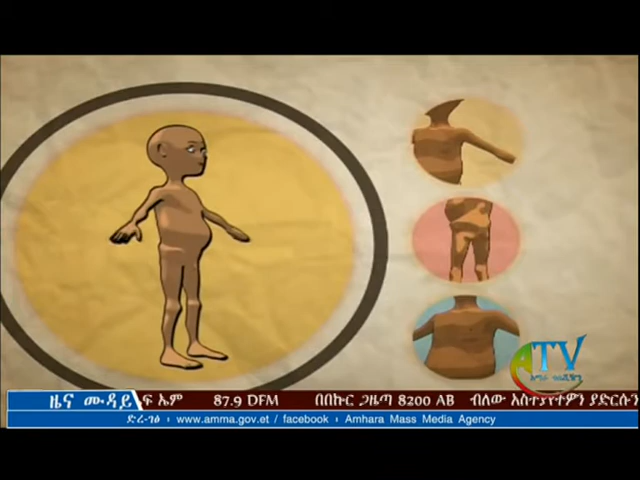 TV
ዜና ሙዳይ ፍ ኤም 87.9 DFM በበኩር ጋዜጣ 8200 AB ብለው አስተያየትዎን ያድርሱን
ድረ-ገፅ ፡ www.amma.gov.et / facebook ፡ Amhara Mass Media Agency